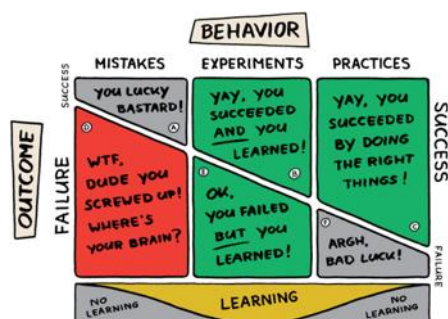 BEHAVIOR
MISTAKES
EXPERIMENTS
PRACTICES
OUTCOME
SUCCESS
FAILURE
YOU LUCKY
BASTARD!
A
YAY, YOU
SUCCEEDED
AND YOU
LEARNED!
B
YAY, YOU
SUCCEEDED
BY DOING
THE RIGHT
THINGS!
C
SUCCESS
FAILURE
D
WTF,
DUDE YOU
SCREWED UP!
WHERE'S
YOUR BRAIN?
E
OK,
YOU FAILED
BUT YOU
LEARNED!
F
ARGH,
BAD LUCK!
NO
LEARNING
LEARNING
NO
LEARNING